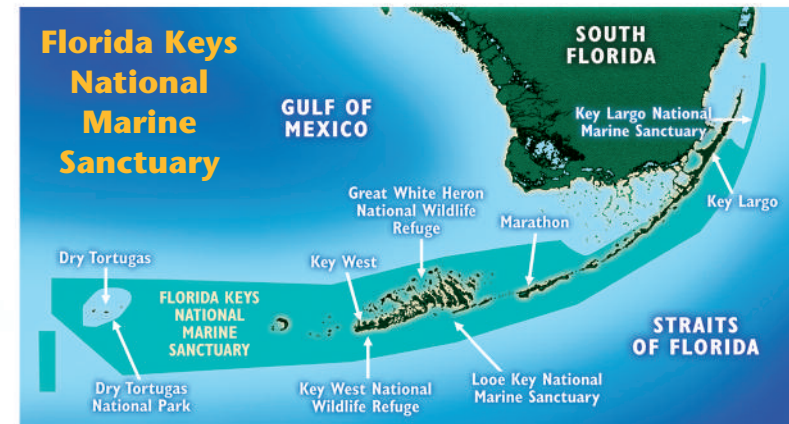 Florida Keys
National
Marine
Sanctuary
SOUTH
FLORIDA
GULF OF
MEXICO
Key Largo National
Marine Sanctuary
Great White Heron
National Wildlife
Refuge
Marathon
Key Largo
Dry Tortugas
Key West
FLORIDA KEYS
NATIONAL
MARINE
SANCTUARY
STRAITS
OF FLORIDA
Dry Tortugas
National Park
Key West National
Wildlife Refuge
Looe Key National
Marine Sanctuary